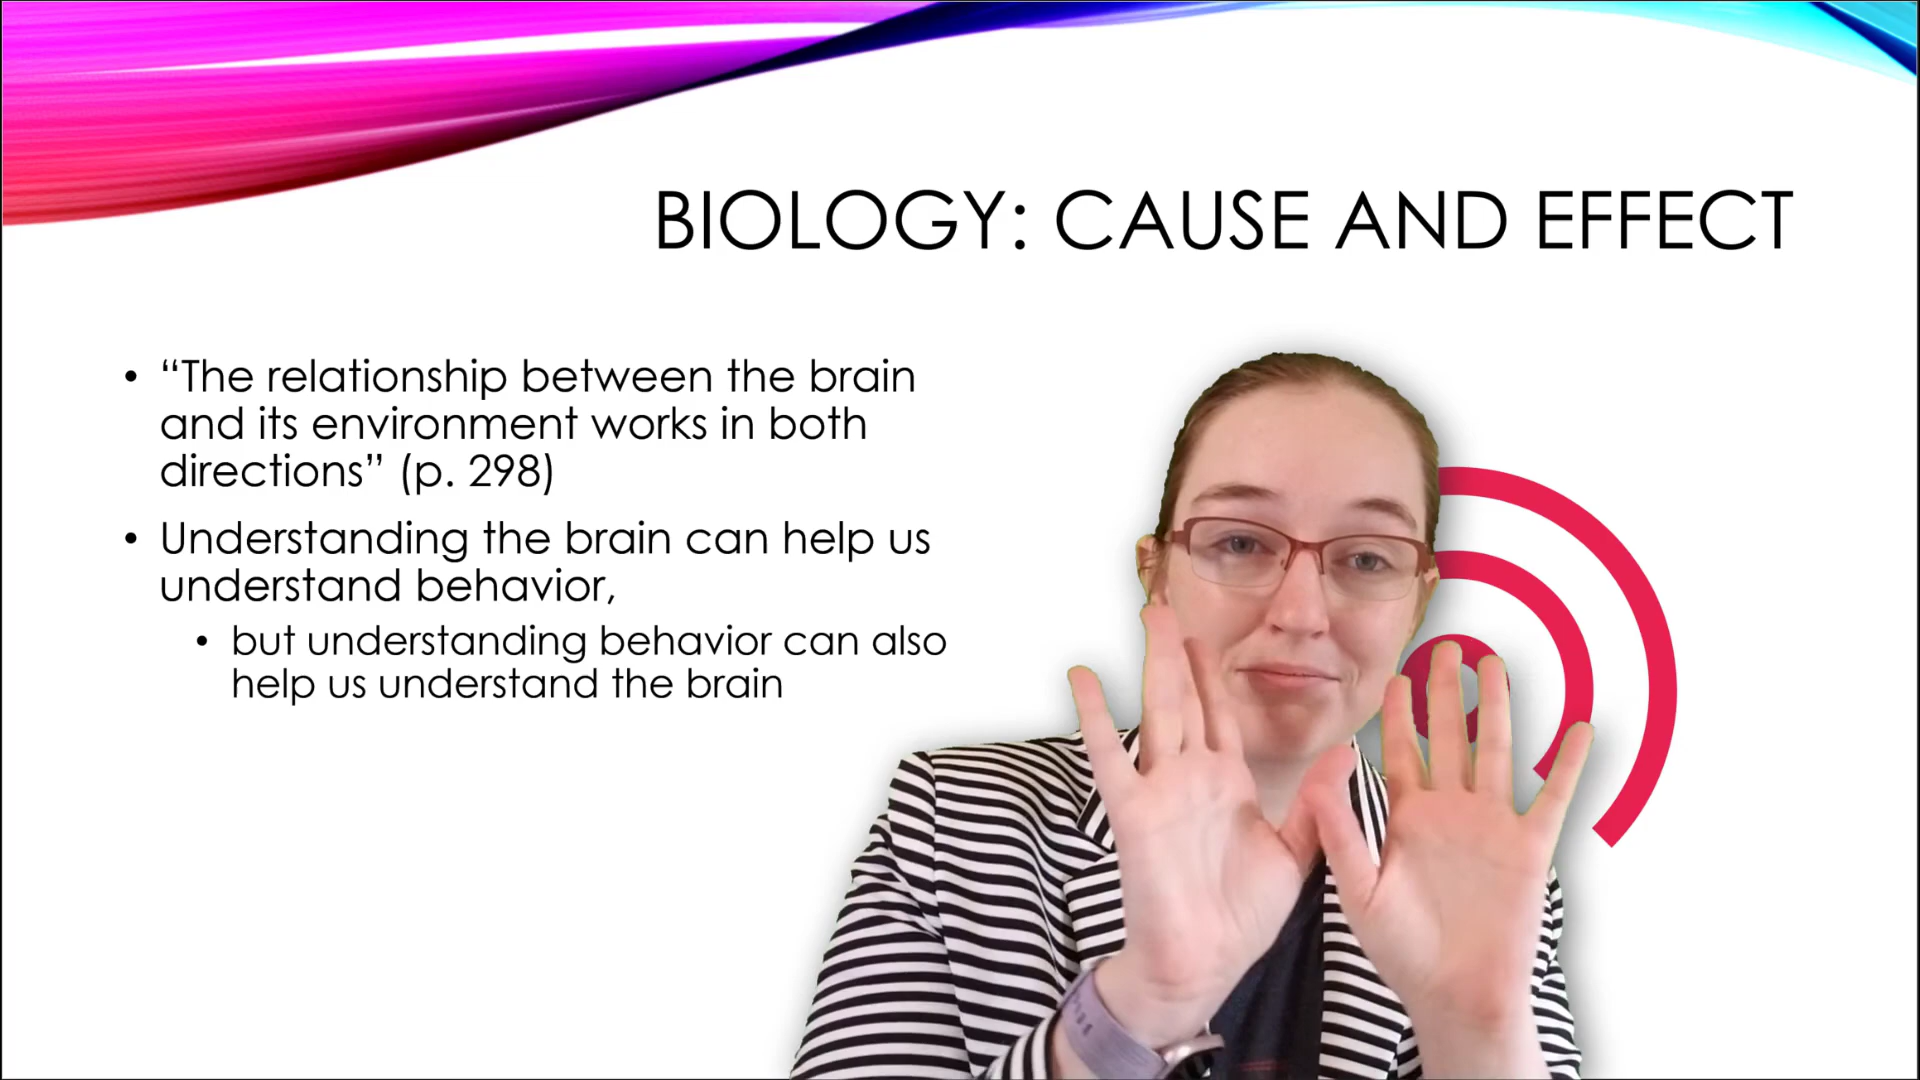 BIOLOGY: CAUSE AND EFFECT
• “The relationship between the brain
and its environment works in both
directions” (p. 298)
• Understanding the brain can help us
understand behavior,
• but understanding behavior can also
help us understand the brain